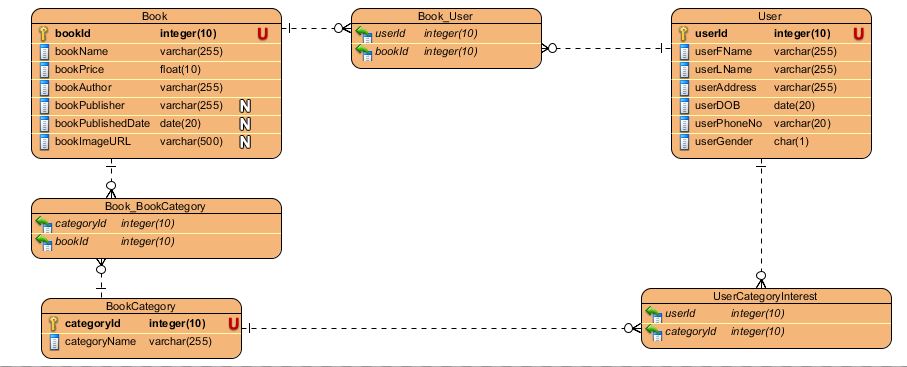 Book
bookId integer(10) U
bookName varchar(255)
bookPrice float(10)
bookAuthor varchar(255)
bookPublisher varchar(255) N
bookPublishedDate date(20) N
bookImageURL varchar(500) N
Book_User
userId integer(10)
bookId integer(10)
User
userId integer(10) U
userFName varchar(255)
userLName varchar(255)
userAddress varchar(255)
userDOB date(20)
userPhoneNo varchar(20)
userGender char(1)
Book_BookCategory
categoryId integer(10)
bookId integer(10)
BookCategory
categoryId integer(10) U
categoryName varchar(255)
UserCategoryInterest
userId integer(10)
categoryId integer(10)